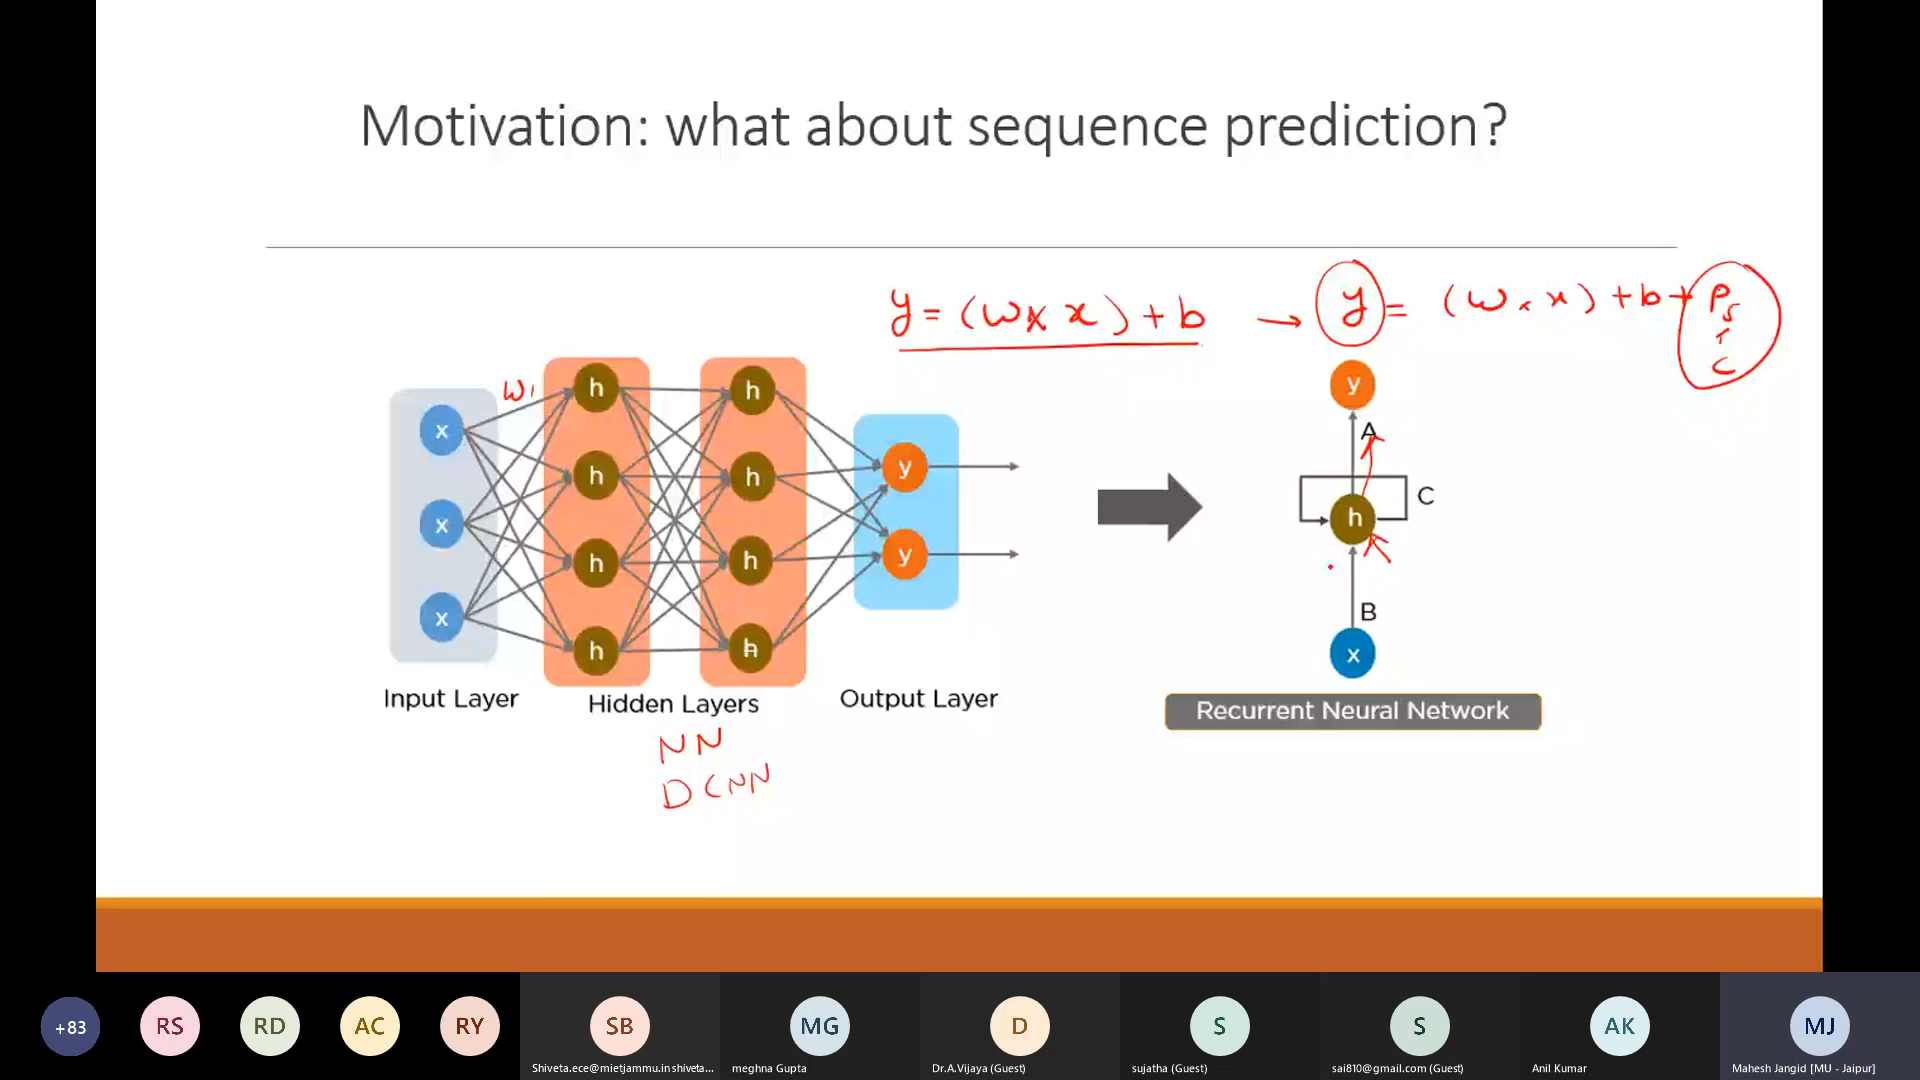 Motivation: what about sequence prediction?
y = (w x x) + b → y = (w . x) + b + Ps
C
w1
x x x
h h h h
h h h h
y y
Input Layer
Hidden Layers
Output Layer
NN
DCNN
y
A
C
h
B
x
Recurrent Neural Network
+83 RS RD AC RY SB MG D S S AK MJ
Shiveta.ece@mietjammu.in shiveta... meghna Gupta Dr.A.Vijaya (Guest) sujatha (Guest) sai810@gmail.com (Guest) Anil Kumar Mahesh Jangid [MU - Jaipur]